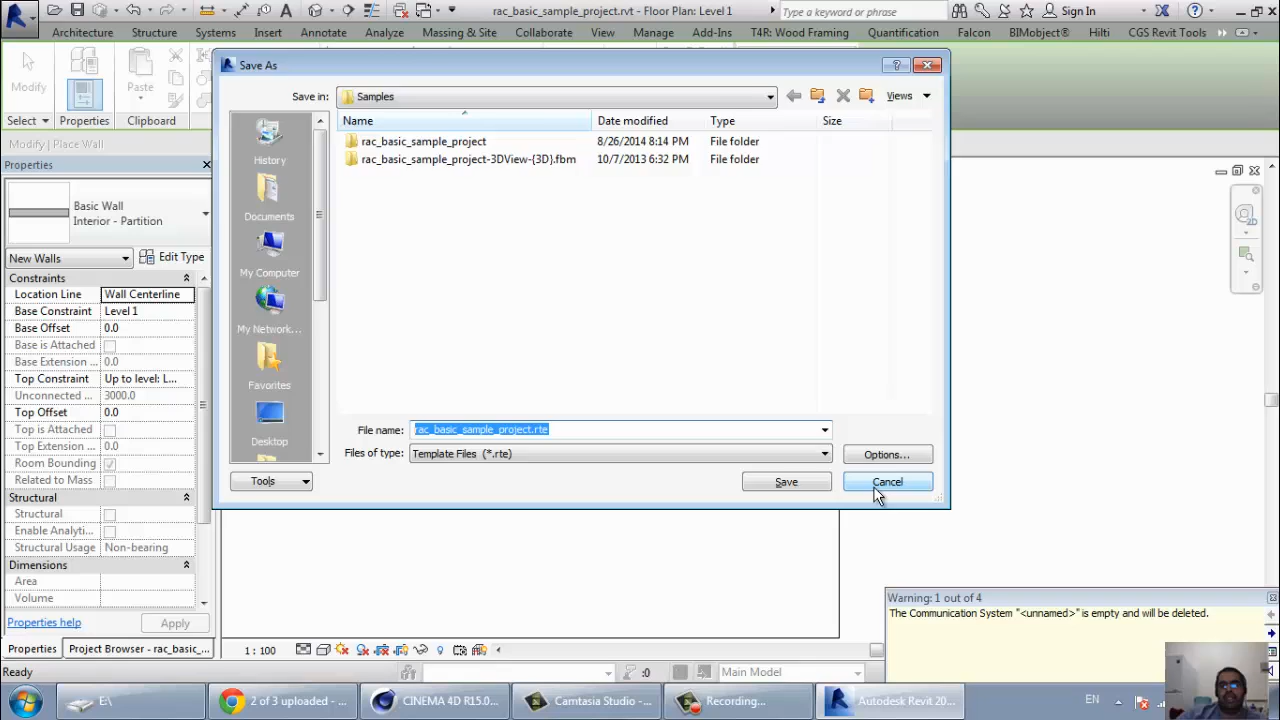 rac_basic_sample_project.rvt - Floor Plan: Level 1
Type a keyword or phrase
Sign In
Architecture Structure Systems Insert Annotate Analyze Massing & Site Collaborate View Manage Add-Ins T4R: Wood Framing Quantification Falcon BIMobject® Hilti CGS Revit Tools
Modify
Paste
Select Properties Clipboard
Modify | Place Wall
Properties
Basic Wall
Interior - Partition
New Walls
Edit Type
Constraints
Location Line Wall Centerline
Base Constraint Level 1
Base Offset 0.0
Base is Attached
Base Extension ... 0.0
Top Constraint Up to level: L...
Unconnected ... 3000.0
Top Offset 0.0
Top is Attached
Top Extension ... 0.0
Room Bounding
Related to Mass
Structural
Structural
Enable Analyti...
Structural Usage Non-bearing
Dimensions
Area
Volume
Properties help
Apply
Properties Project Browser - rac_basic_...
Ready
Save As
Save in: Samples
Views
Name Date modified Type Size
rac_basic_sample_project 8/26/2014 8:14 PM File folder
rac_basic_sample_project-3DView-{3D}.fbm 10/7/2013 6:32 PM File folder
History
Documents
My Computer
My Network...
Favorites
Desktop
File name: rac_basic_sample_project.rte
Files of type: Template Files (*.rte)
Options...
Tools
Save
Cancel
2D
Warning: 1 out of 4
The Communication System "<unnamed>" is empty and will be deleted.
1 : 100
:0
Main Model
E:\
2 of 3 uploaded - ...
CINEMA 4D R15.0...
Camtasia Studio - ...
Recording...
Autodesk Revit 20...
EN